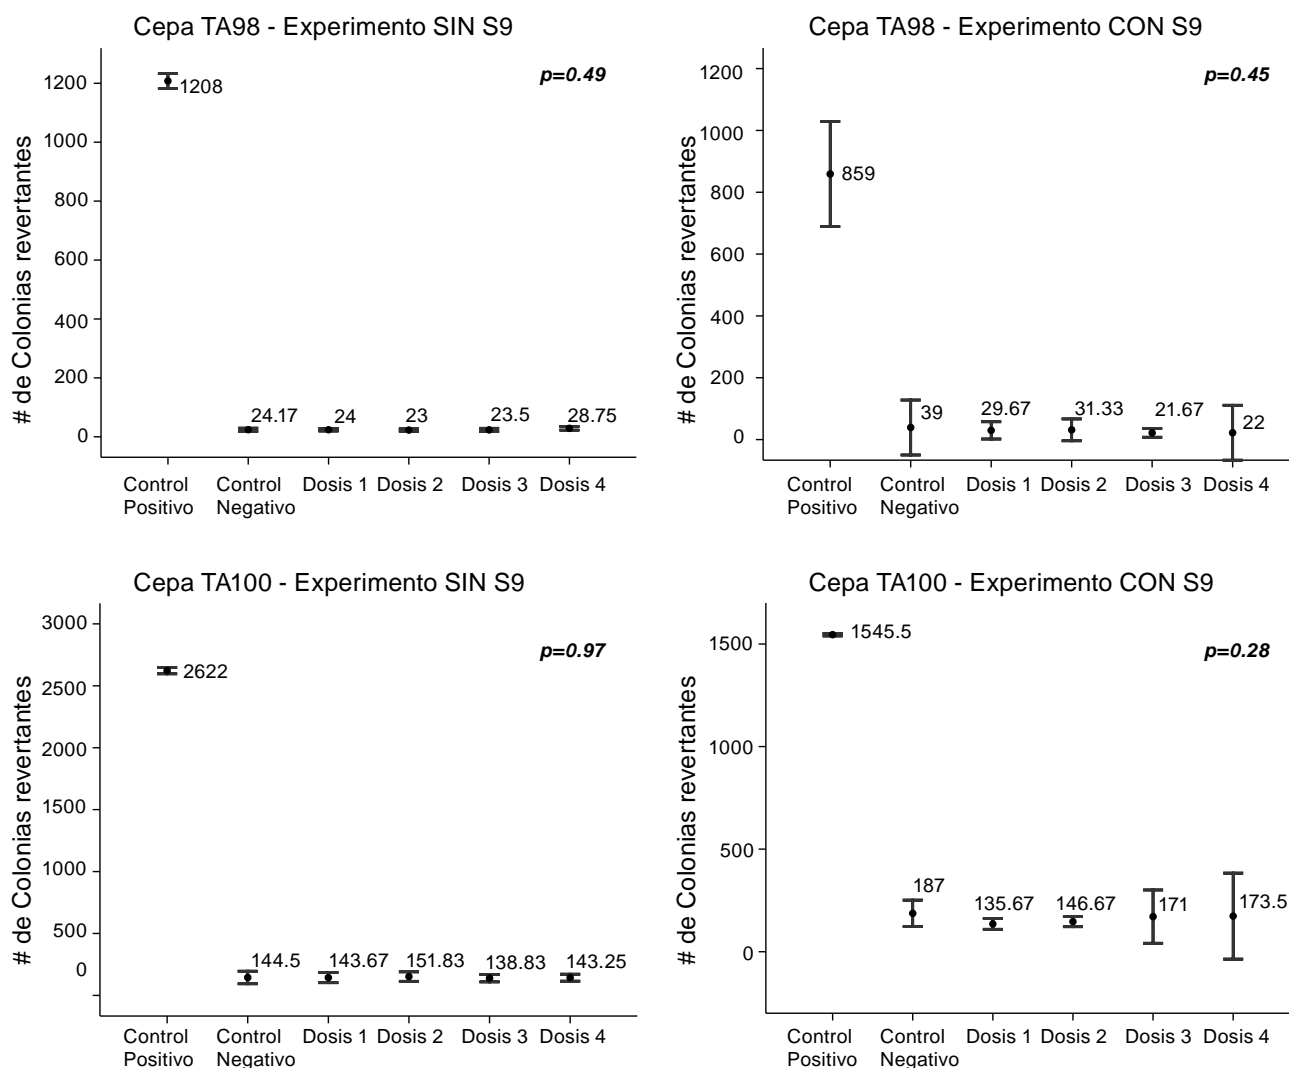 Cepa TA98 - Experimento SIN S9
p=0.49
# de Colonias revertantes
1200
1000
800
600
400
200
0
1208
24.17
24
23
23.5
28.75
Control Positivo
Control Negativo
Dosis 1
Dosis 2
Dosis 3
Dosis 4
Cepa TA98 - Experimento CON S9
p=0.45
# de Colonias revertantes
1200
1000
800
600
400
200
0
859
39
29.67
31.33
21.67
22
Control Positivo
Control Negativo
Dosis 1
Dosis 2
Dosis 3
Dosis 4
Cepa TA100 - Experimento SIN S9
p=0.97
# de Colonias revertantes
3000
2500
2000
1500
1000
500
0
2622
144.5
143.67
151.83
138.83
143.25
Control Positivo
Control Negativo
Dosis 1
Dosis 2
Dosis 3
Dosis 4
Cepa TA100 - Experimento CON S9
p=0.28
# de Colonias revertantes
1500
1000
500
0
1545.5
187
135.67
146.67
171
173.5
Control Positivo
Control Negativo
Dosis 1
Dosis 2
Dosis 3
Dosis 4